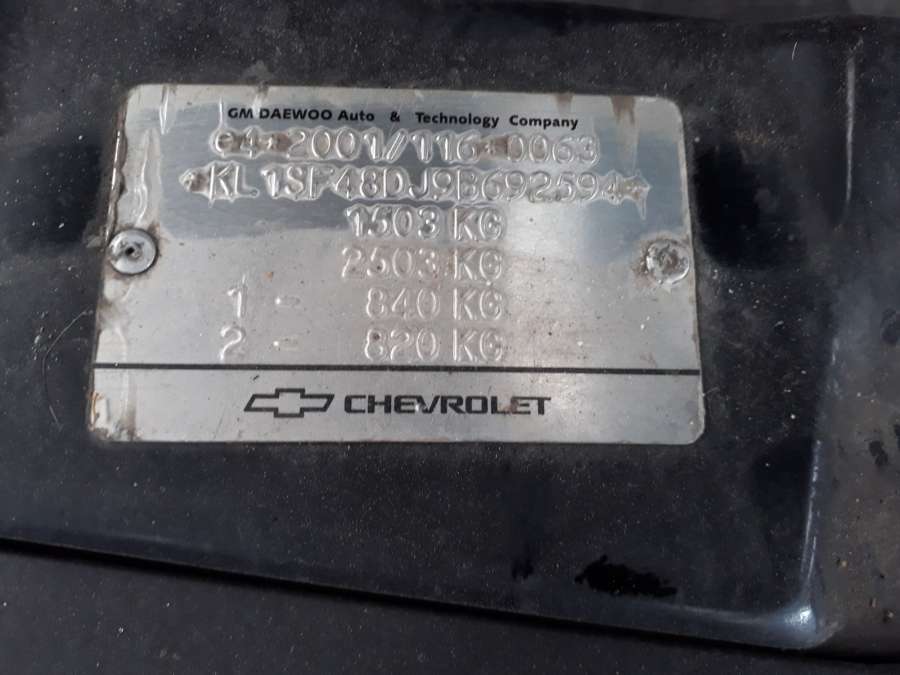 GM DAEWOO Auto & Technology Company
e4*2001/116*0063
*KL1SF48DJ9B692594*
1503 KG
2503 KG
1 - 840 KG
2 - 820 KG
CHEVROLET